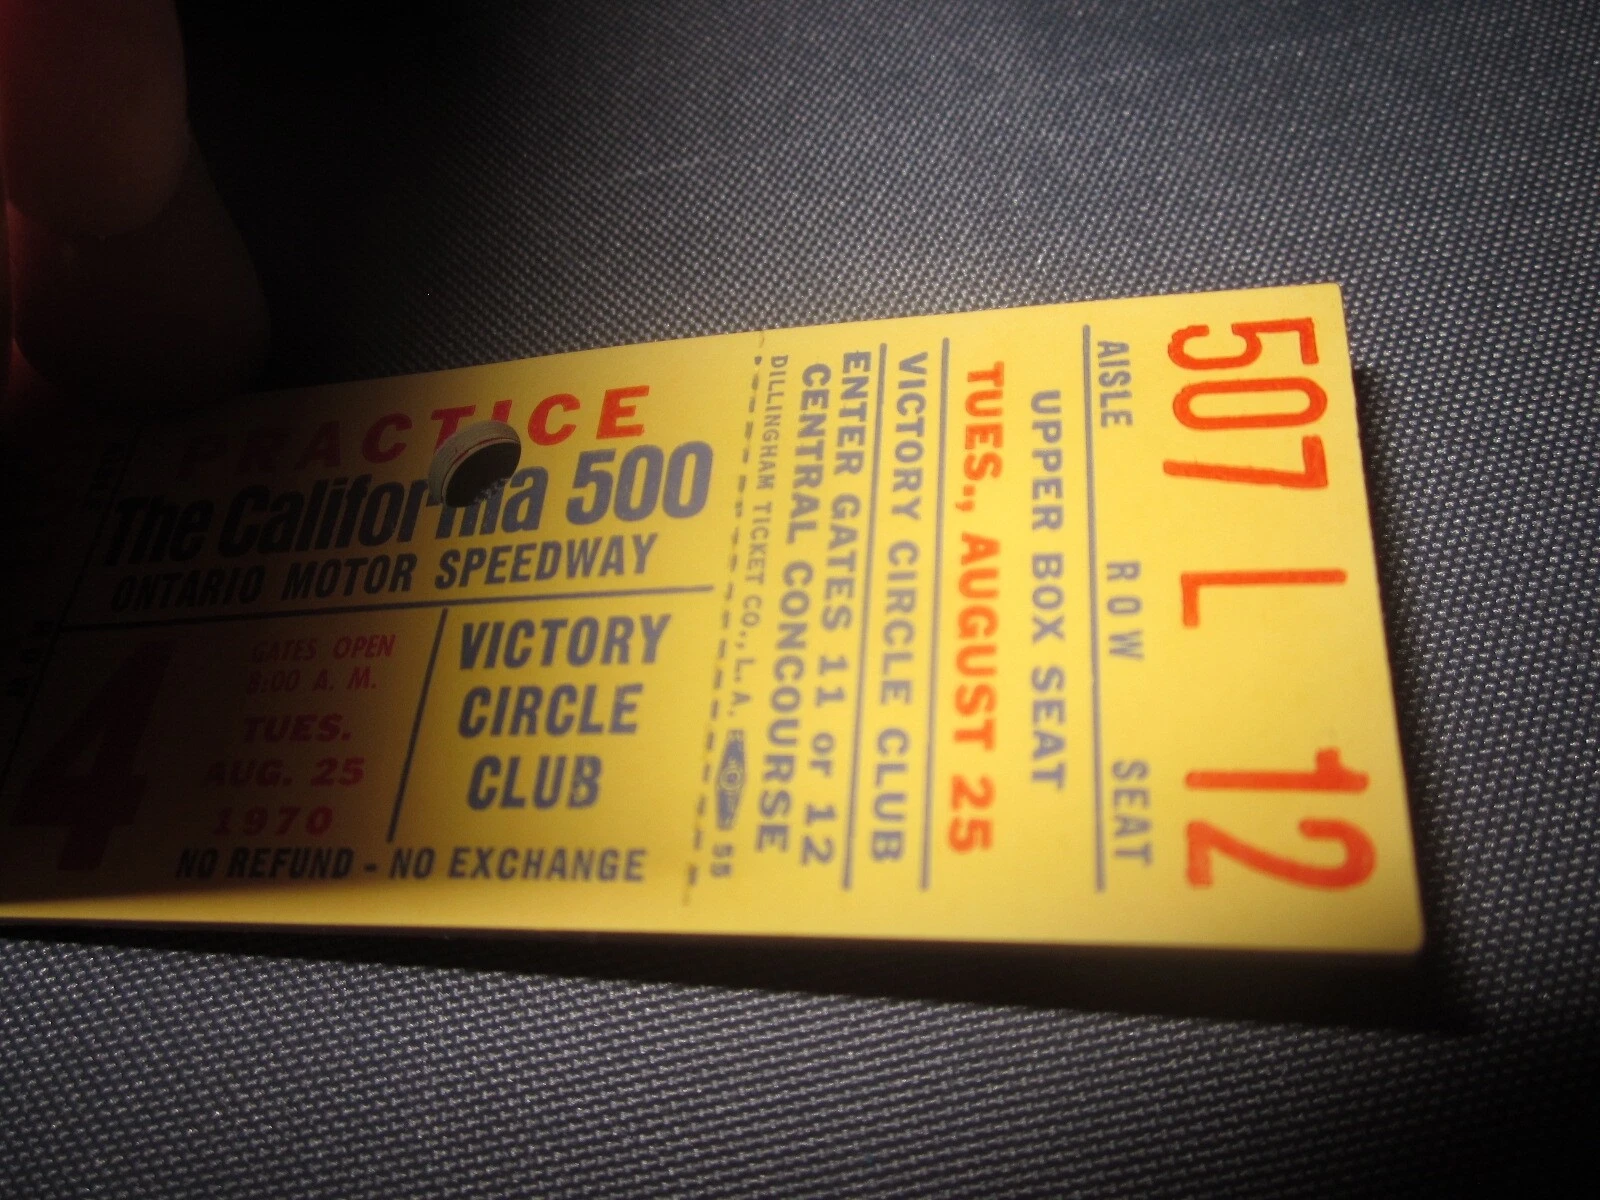 PRACTICE
The California 500
ONTARIO MOTOR SPEEDWAY
4
GATES OPEN
8:00 A. M.
TUES.
AUG. 25
1970
VICTORY
CIRCLE
CLUB
NO REFUND - NO EXCHANGE
507 L 12
AISLE ROW SEAT
UPPER BOX SEAT
TUES., AUGUST 25
VICTORY CIRCLE CLUB
ENTER GATES 11 or 12
CENTRAL CONCOURSE
DILLINGHAM TICKET CO., L. A. 55